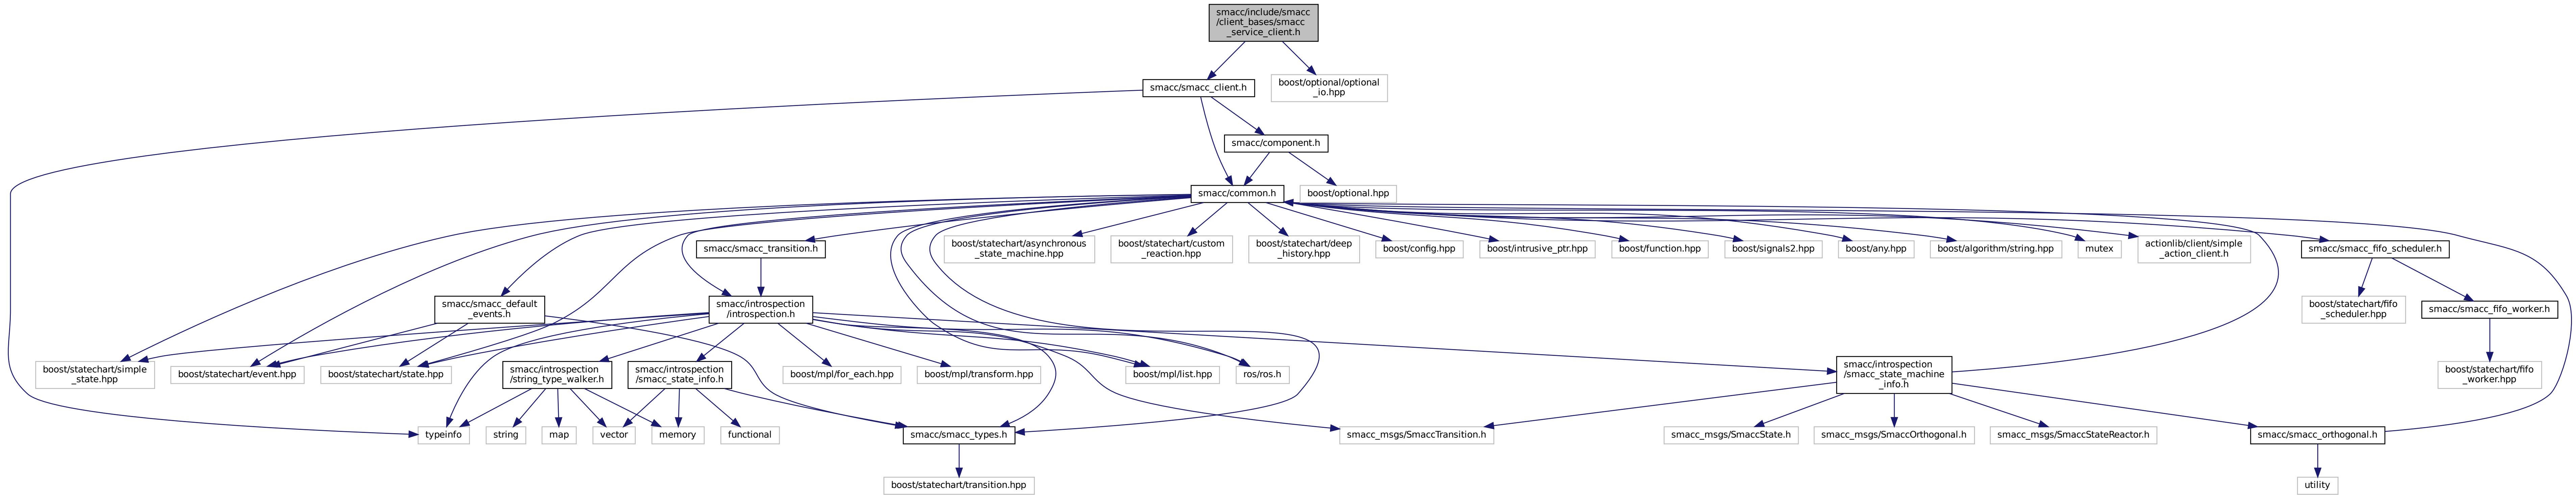 smacc/include/smacc
/client_bases/smacc
_service_client.h
smacc/smacc_client.h
boost/optional/optional
_io.hpp
smacc/component.h
smacc/common.h
boost/optional.hpp
smacc/smacc_transition.h
boost/statechart/asynchronous
_state_machine.hpp
boost/statechart/custom
_reaction.hpp
boost/statechart/deep
_history.hpp
boost/config.hpp
boost/intrusive_ptr.hpp
boost/function.hpp
boost/signals2.hpp
boost/any.hpp
boost/algorithm/string.hpp
mutex
actionlib/client/simple
_action_client.h
smacc/smacc_fifo_scheduler.h
smacc/smacc_default
_events.h
smacc/introspection
/introspection.h
boost/statechart/fifo
_scheduler.hpp
smacc/smacc_fifo_worker.h
boost/statechart/simple
_state.hpp
boost/statechart/event.hpp
boost/statechart/state.hpp
smacc/introspection
/string_type_walker.h
smacc/introspection
/smacc_state_info.h
boost/mpl/for_each.hpp
boost/mpl/transform.hpp
boost/mpl/list.hpp
ros/ros.h
smacc/introspection
/smacc_state_machine
_info.h
boost/statechart/fifo
_worker.hpp
typeinfo
string
map
vector
memory
functional
smacc/smacc_types.h
smacc_msgs/SmaccTransition.h
smacc_msgs/SmaccState.h
smacc_msgs/SmaccOrthogonal.h
smacc_msgs/SmaccStateReactor.h
smacc/smacc_orthogonal.h
boost/statechart/transition.hpp
utility